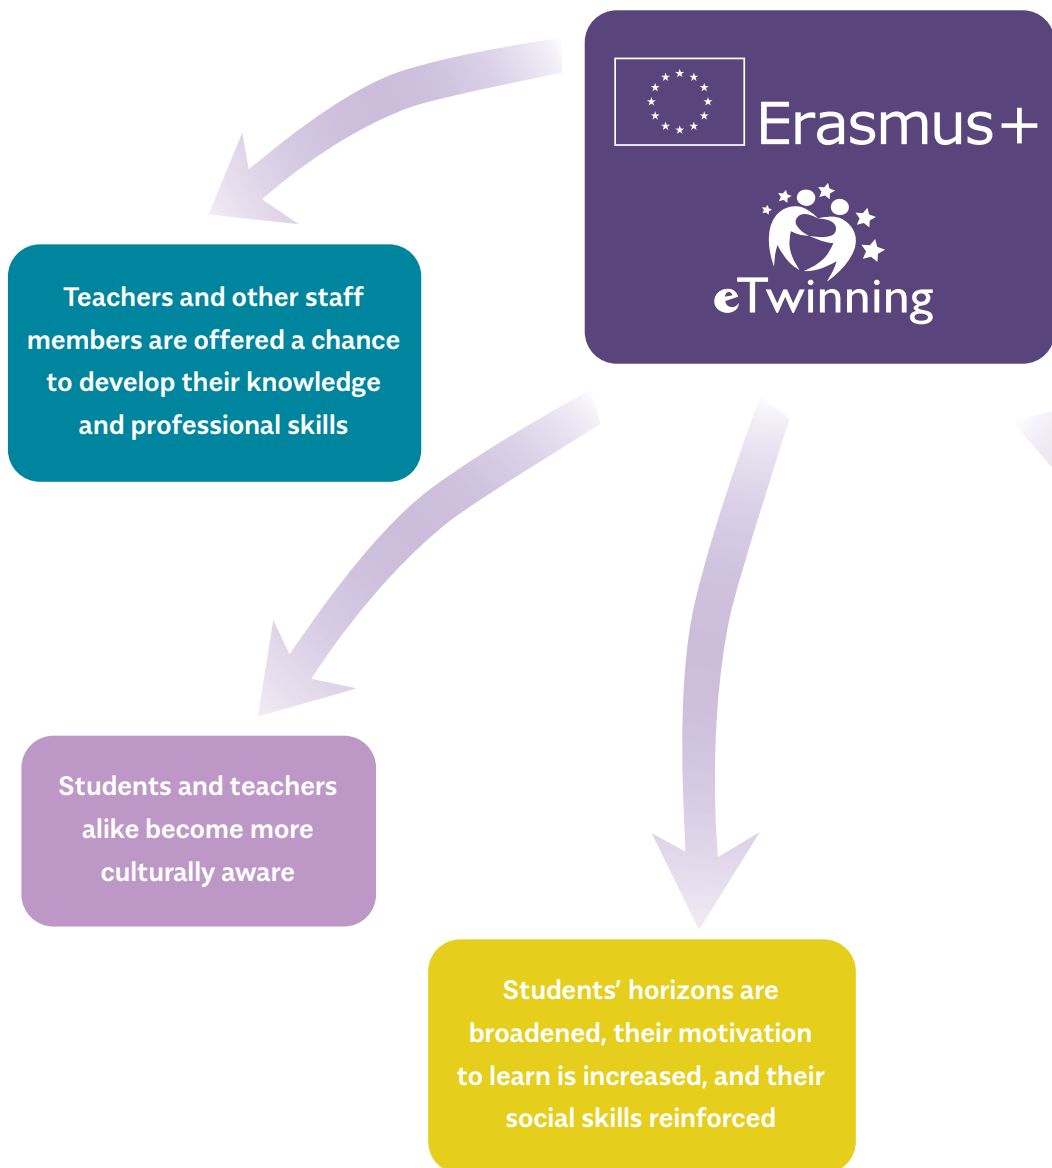 Erasmus+
eTwinning
Teachers and other staff
members are offered a chance
to develop their knowledge
and professional skills
Students and teachers
alike become more
culturally aware
Students’ horizons are
broadened, their motivation
to learn is increased, and their
social skills reinforced